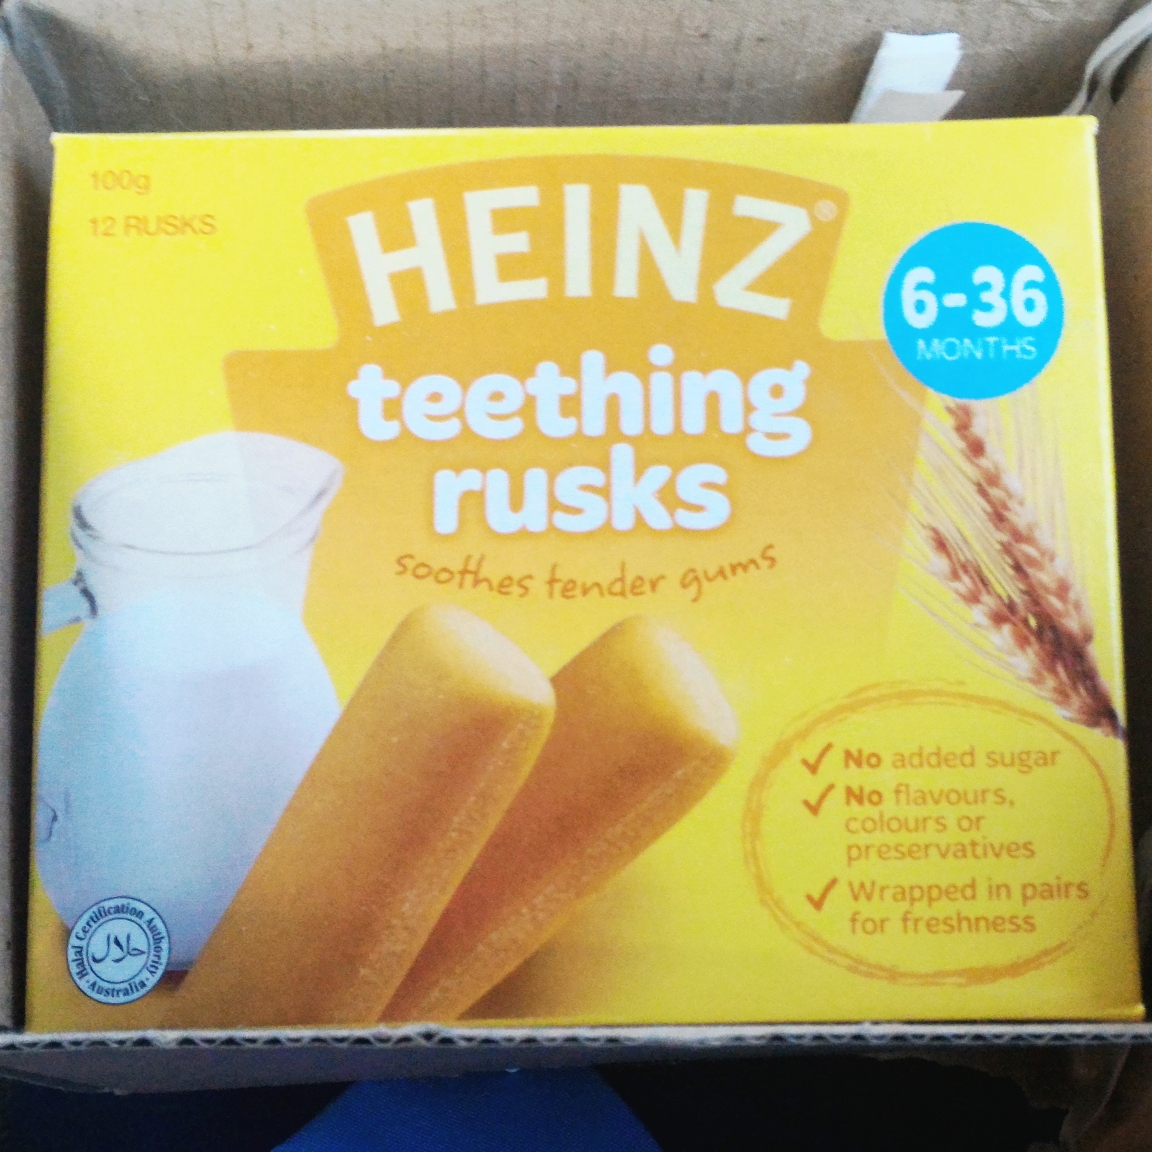 100g
12 RUSKS
HEINZ®
6-36
MONTHS
teething
rusks
soothes tender gums
✓ No added sugar
✓ No flavours,
colours or
preservatives
✓ Wrapped in pairs
for freshness
Halal Certification Authority
حلال
· Australia ·